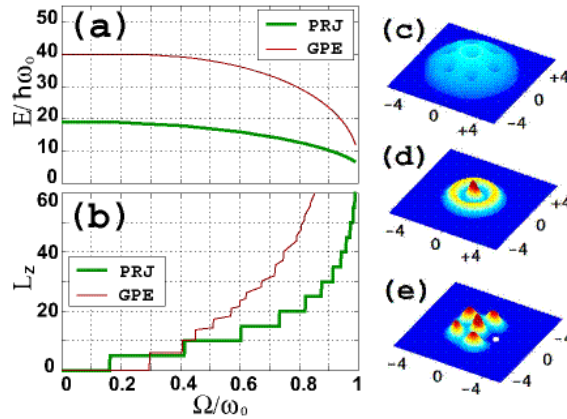 (a)
PRJ
GPE
50
40
30
20
10
0
E/ħω₀
(b)
PRJ
GPE
60
40
20
0
L_z
0 0.2 0.4 0.6 0.8 1
Ω/ω₀
(c)
−4 0 +4 −4 0 +4
(d)
−4 0 +4 −4 0 +4
(e)
−4 0 −4 −4 0 −4